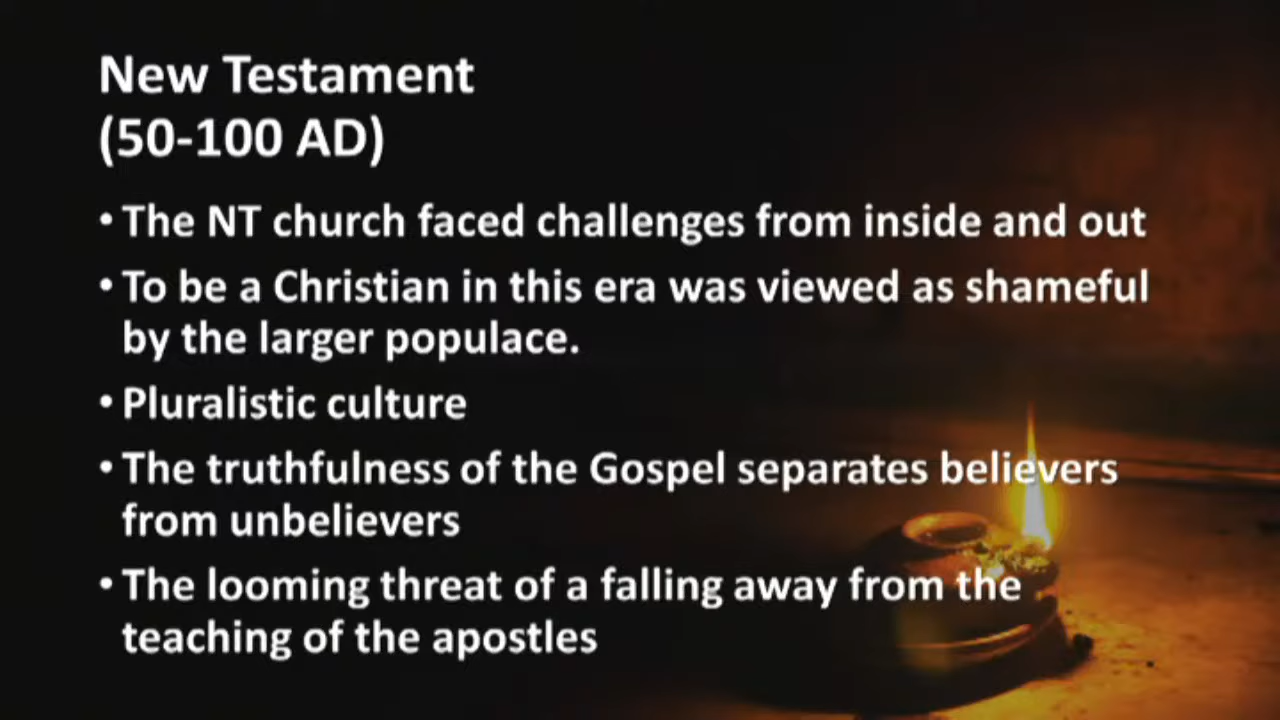 New Testament
(50-100 AD)
• The NT church faced challenges from inside and out
• To be a Christian in this era was viewed as shameful
by the larger populace.
• Pluralistic culture
• The truthfulness of the Gospel separates believers
from unbelievers
• The looming threat of a falling away from the
teaching of the apostles